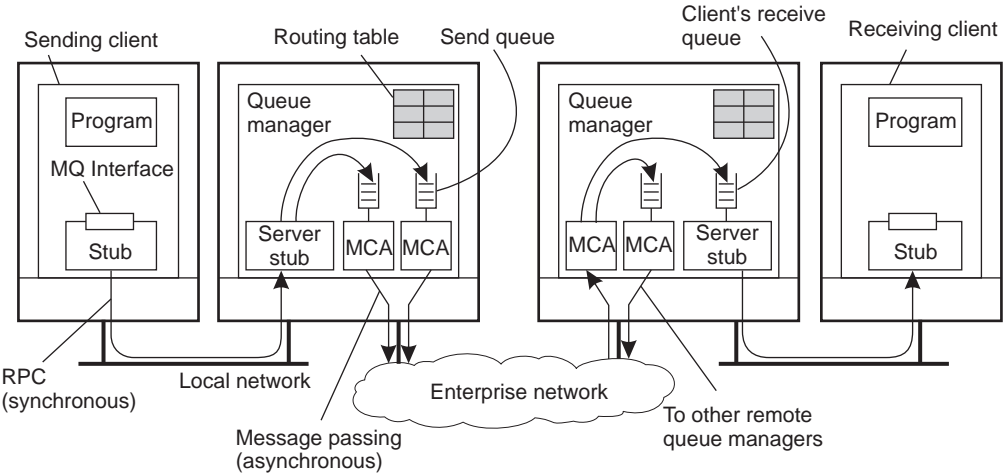 Sending client
Routing table
Send queue
Client's receive
queue
Receiving client
Program
MQ Interface
Stub
Queue
manager
Server
stub
MCA
MCA
Queue
manager
MCA
MCA
Server
stub
Program
Stub
RPC
(synchronous)
Local network
Message passing
(asynchronous)
Enterprise network
To other remote
queue managers